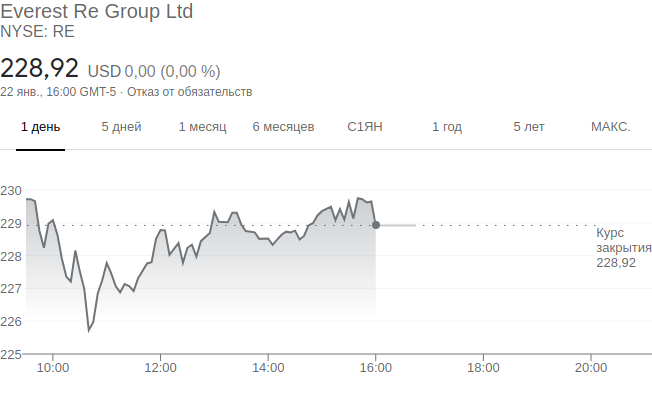 Everest Re Group Ltd
NYSE: RE
228,92 USD 0,00 (0,00 %)
22 янв., 16:00 GMT-5 · Отказ от обязательств
1 день 5 дней 1 месяц 6 месяцев С1ЯН 1 год 5 лет МАКС.
230
229
Курс
закрытия
228,92
228
227
226
225
10:00 12:00 14:00 16:00 18:00 20:00